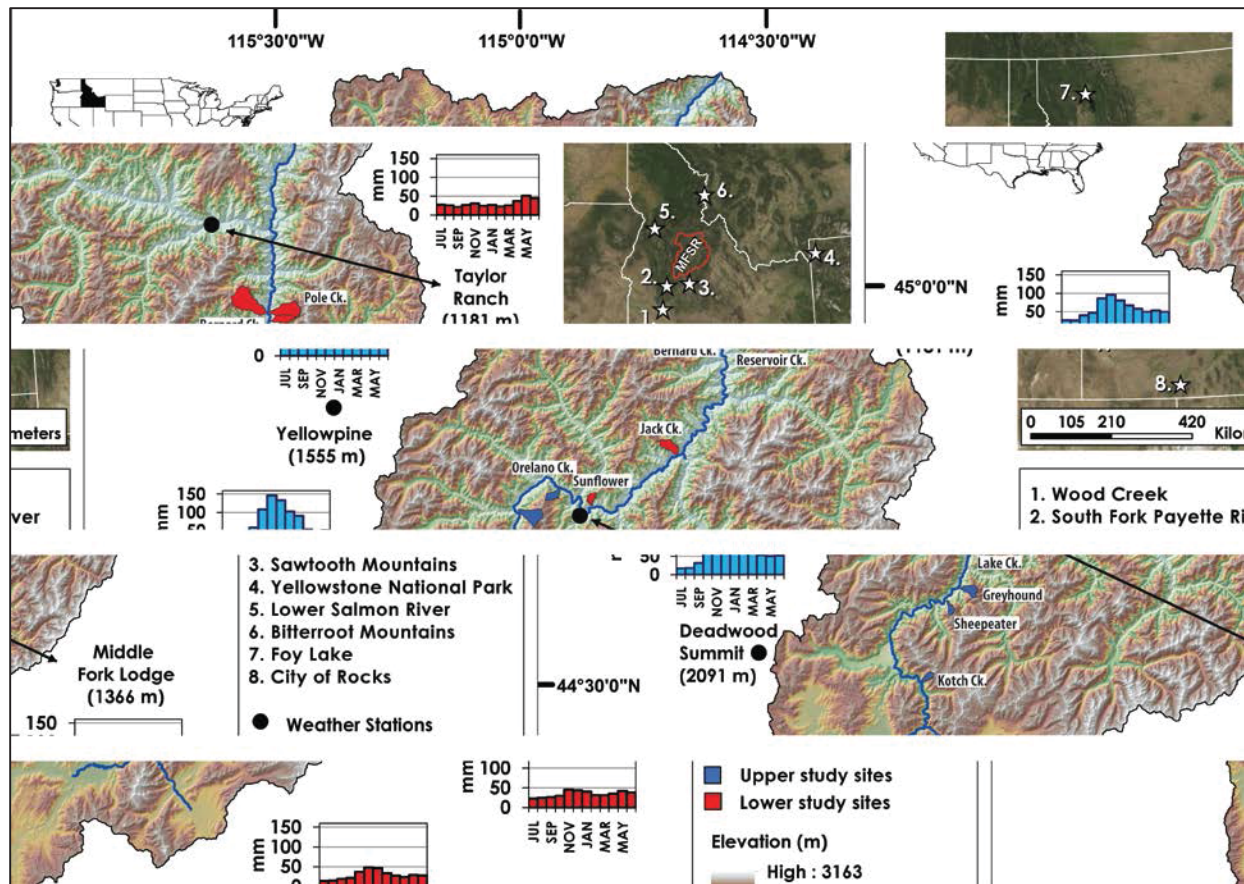 115°30'0"W 115°0'0"W 114°30'0"W
7.
150
100
50
0
mm
JUL
SEP
NOV
JAN
MAR
MAY
Taylor
Ranch
(1181 m)
Pole Ck.
6.
5.
MFSR
4.
2.
3.
1.
45°0'0"N
150
100
50
0
JUL
SEP
NOV
JAN
MAR
MAY
Yellowpine
(1555 m)
Bernard Ck.
Reservoir Ck.
Jack Ck.
Orelano Ck.
Sunflower
8.
meters
0 105 210 420 Kilo
ver
150
100
1. Wood Creek
2. South Fork Payette Ri
3. Sawtooth Mountains
4. Yellowstone National Park
5. Lower Salmon River
6. Bitterroot Mountains
7. Foy Lake
8. City of Rocks
Weather Stations
Middle
Fork Lodge
(1366 m)
150
44°30'0"N
50
0
JUL
SEP
NOV
JAN
MAR
MAY
Deadwood
Summit
(2091 m)
Lake Ck.
Greyhound
Sheepeater
Kotch Ck.
150
100
50
mm
100
50
0
mm
JUL
SEP
NOV
JAN
MAR
MAY
Upper study sites
Lower study sites
Elevation (m)
High : 3163